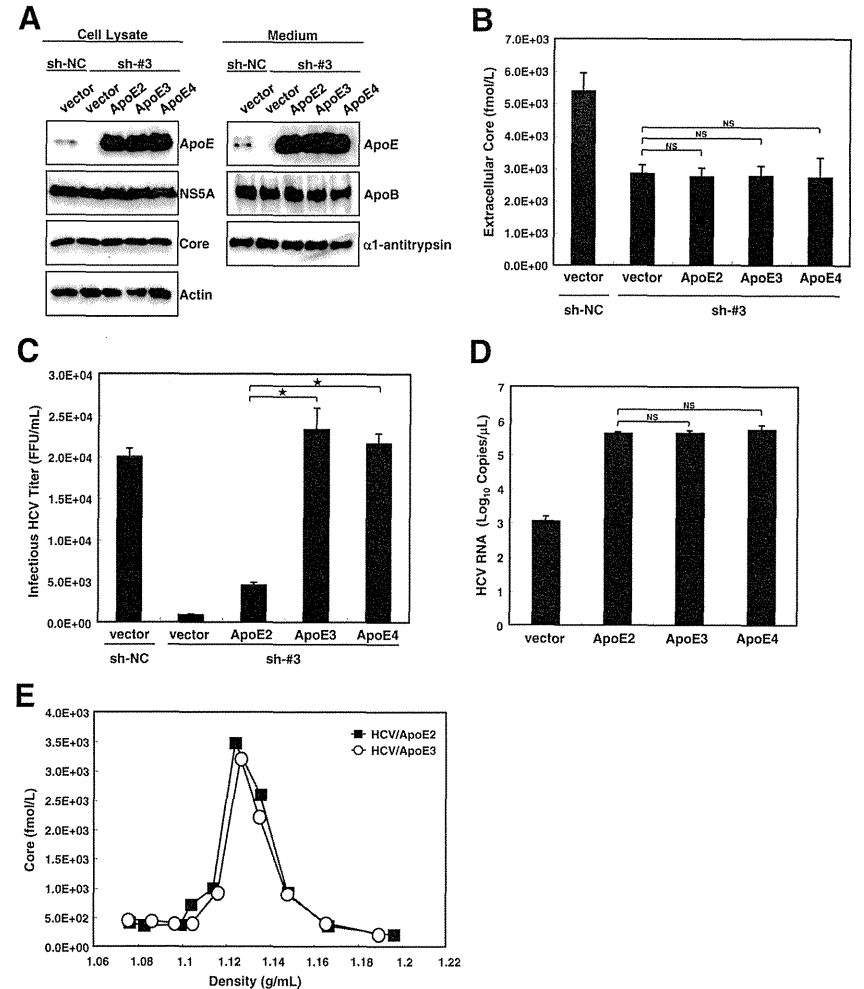 A
Cell Lysate Medium
sh-NC sh-#3 sh-NC sh-#3
vector vector ApoE2 ApoE3 ApoE4 vector vector ApoE2 ApoE3 ApoE4
ApoE ApoE
NS5A ApoB
Core α1-antitrypsin
Actin
B
Extracellular Core (fmol/L)
7.0E+03
6.0E+03
5.0E+03
4.0E+03
3.0E+03
2.0E+03
1.0E+03
0.0E+00
NS
NS
NS
vector vector ApoE2 ApoE3 ApoE4
sh-NC sh-#3
C
Infectious HCV Titer (FFU/mL)
3.0E+04
2.5E+04
2.0E+04
1.5E+04
1.0E+04
5.0E+03
0.0E+00
★
★
vector vector ApoE2 ApoE3 ApoE4
sh-NC sh-#3
D
HCV RNA (Log10 Copies/μL)
7
6
5
4
3
2
1
0
NS
NS
vector ApoE2 ApoE3 ApoE4
E
Core (fmol/L)
4.0E+03
3.5E+03
3.0E+03
2.5E+03
2.0E+03
1.5E+03
1.0E+03
5.0E+02
0.0E+00
HCV/ApoE2
HCV/ApoE3
1.06 1.08 1.1 1.12 1.14 1.16 1.18 1.2 1.22
Density (g/mL)